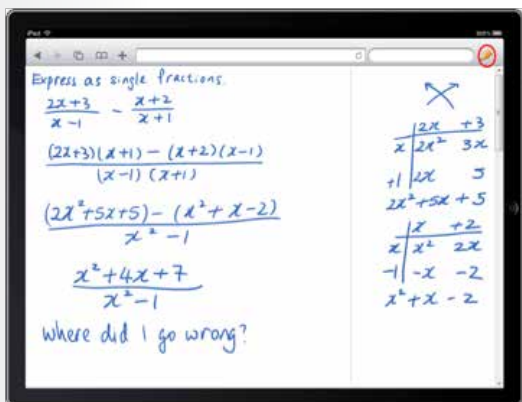 iPad
Express as single fractions.
2x+3 / x-1 - x+2 / x+1
(2x+3)(x+1) - (x+2)(x-1) / (x-1)(x+1)
(2x²+5x+5) - (x²+x-2) / x²-1
x²+4x+7 / x²-1
where did I go wrong?
2x +3
x 2x² 3x
+1 2x 5
2x²+5x+5
x +2
x x² 2x
-1 -x -2
x²+x-2